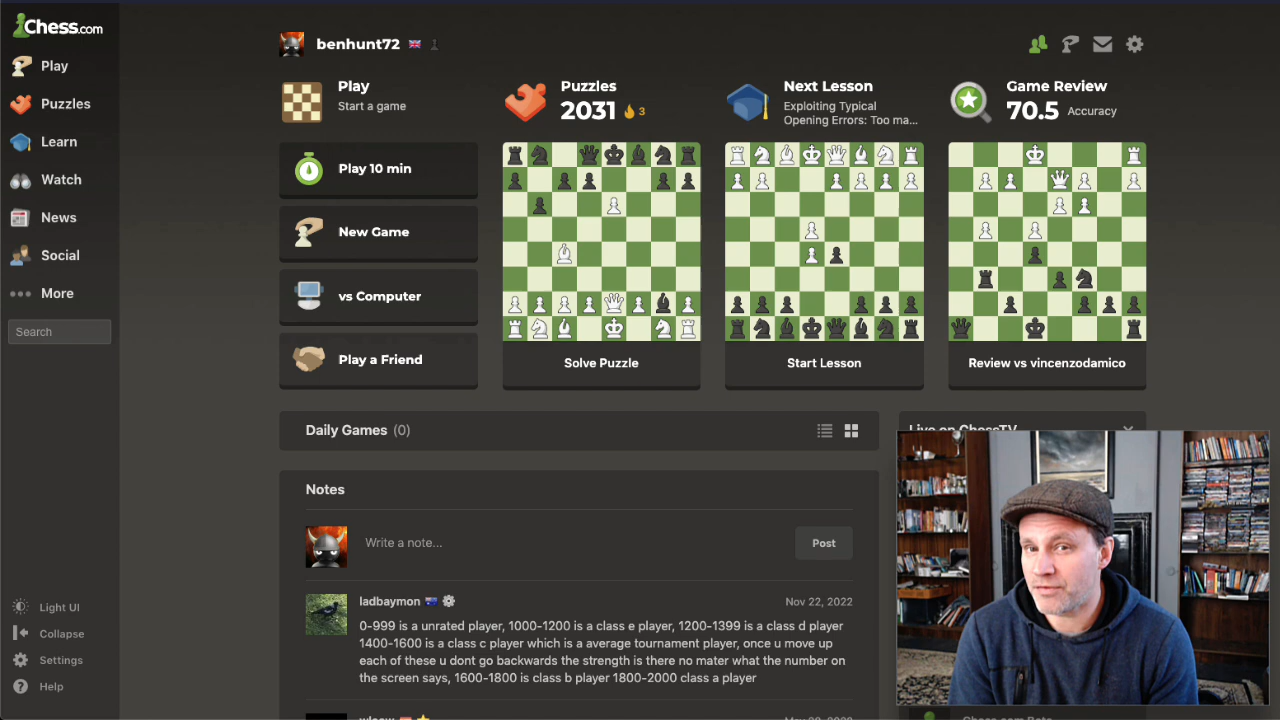 Chess.com
Play
Puzzles
Learn
Watch
News
Social
More
Search
Light UI
Collapse
Settings
Help
benhunt72
Play
Start a game
Puzzles
2031 3
Next Lesson
Exploiting Typical
Opening Errors: Too ma...
Game Review
70.5 Accuracy
Play 10 min
New Game
vs Computer
Play a Friend
Solve Puzzle
Start Lesson
Review vs vincenzodamico
Daily Games (0)
Live on ChessTV
Notes
Write a note...
Post
ladbaymon
Nov 22, 2022
0-999 is a unrated player, 1000-1200 is a class e player, 1200-1399 is a class d player
1400-1600 is a class c player which is a average tournament player, once u move up
each of these u dont go backwards the strength is there no mater what the number on
the screen says, 1600-1800 is class b player 1800-2000 class a player